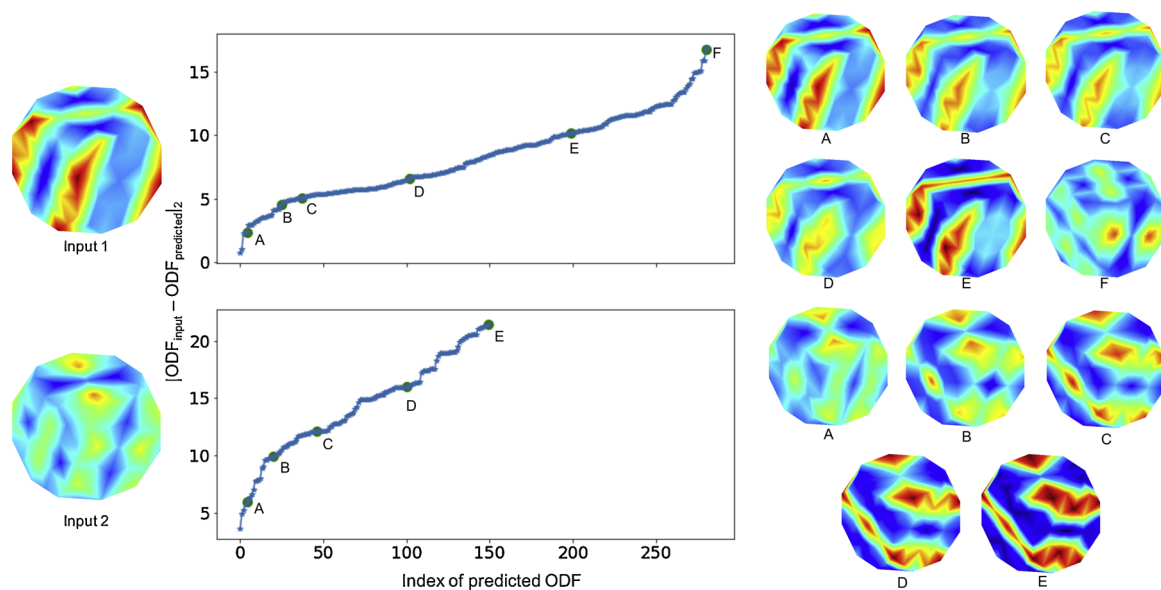 Input 1
Input 2
|ODF_input − ODF_predicted|_2
15
10
5
0
A
B
C
D
E
F
20
15
10
5
A
B
C
D
E
0 50 100 150 200 250
Index of predicted ODF
A B C
D E F
A B C
D E